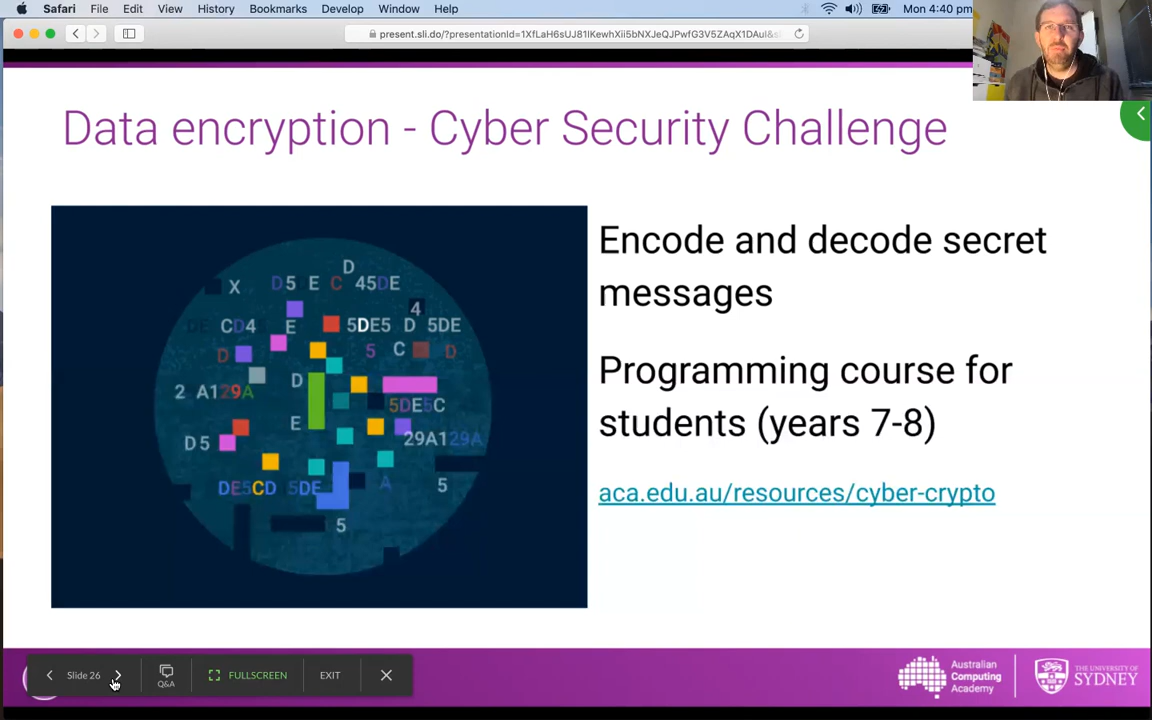 Safari File Edit View History Bookmarks Develop Window Help Mon 4:40 pm
Data encryption - Cyber Security Challenge
Encode and decode secret
messages
Programming course for
students (years 7-8)
aca.edu.au/resources/cyber-crypto
D
X D5 E C 45DE
4
DE CD4 E 5DE5 D 5DE
D 5 C D
D
2 A129A
5DE5C
E
D5 29A129A
DE5CD 5DE A 5
5
Slide 26 Q&A FULLSCREEN EXIT
Australian
Computing
Academy
THE UNIVERSITY OF
SYDNEY